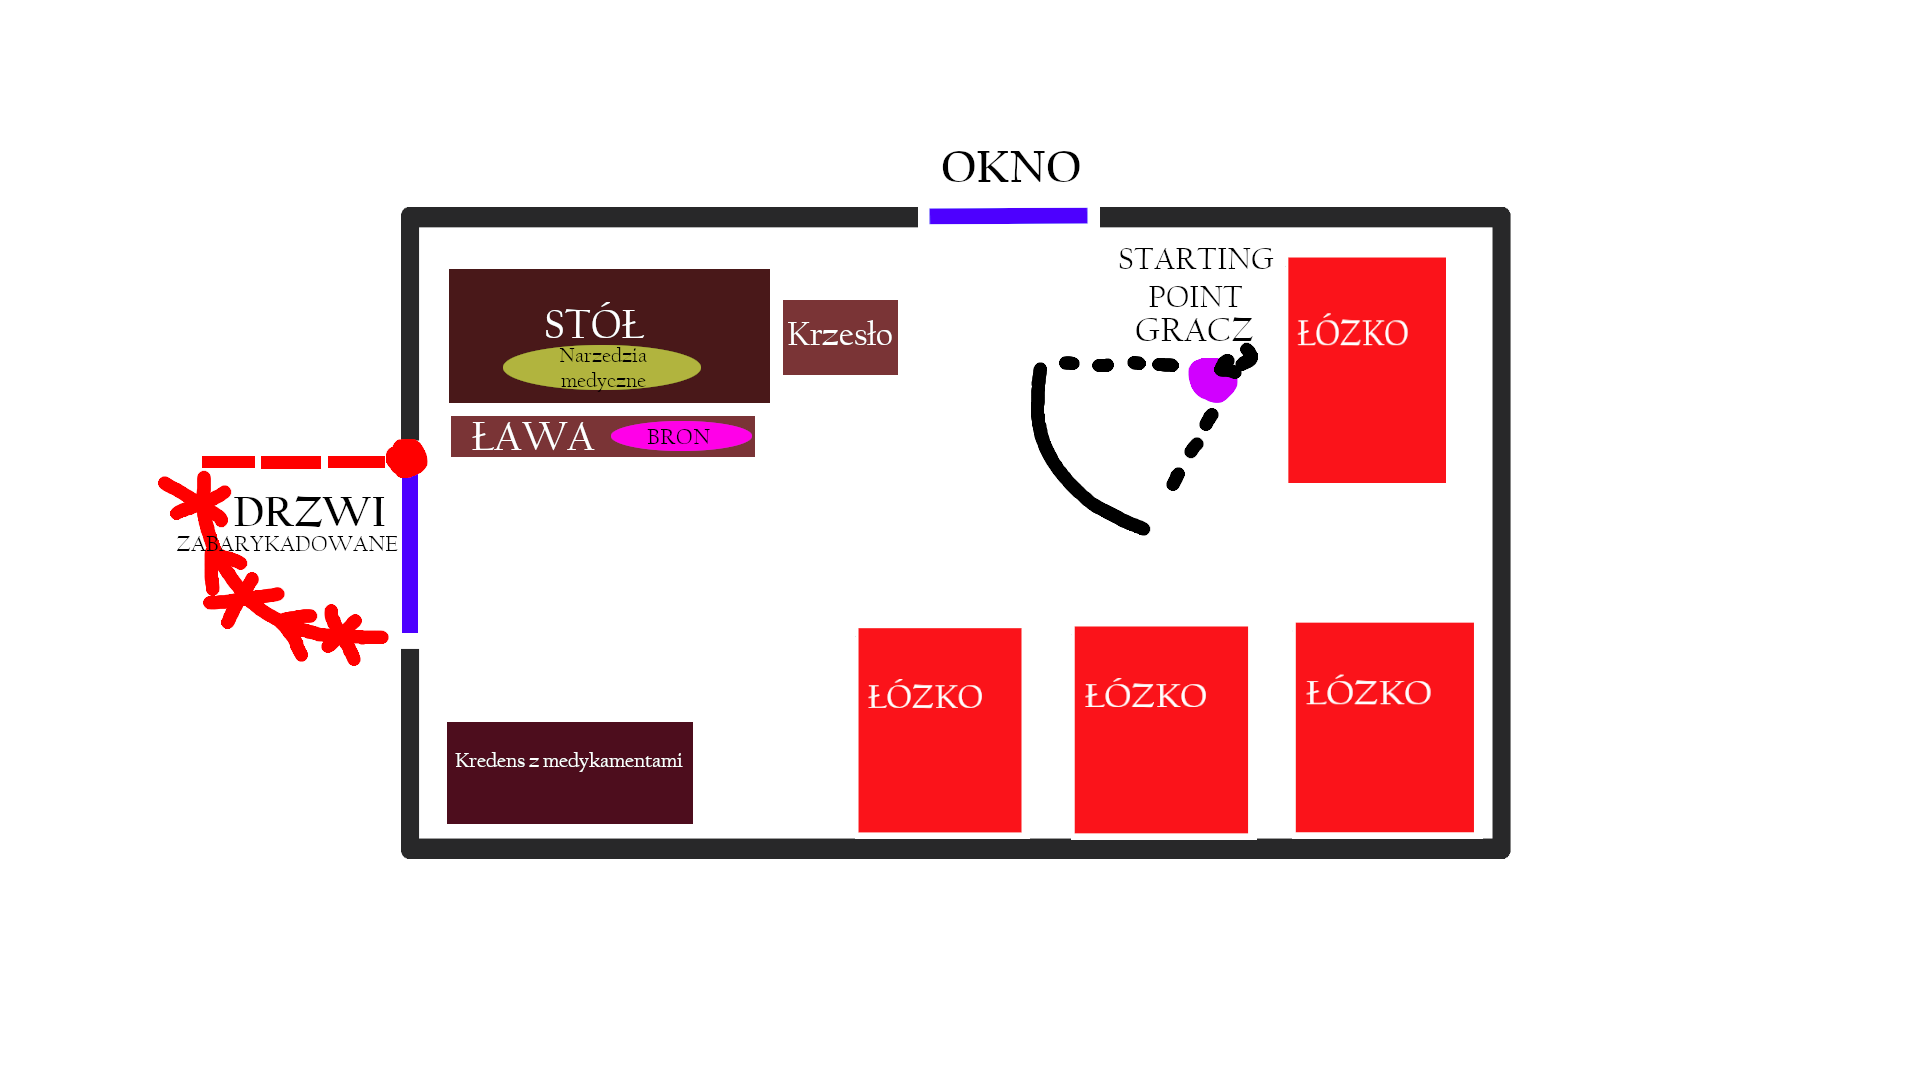 OKNO
STARTING
POINT
GRACZ
STÓŁ
Narzedzia
medyczne
Krzesło
ŁÓZKO
ŁAWA
BRON
DRZWI
ZABARYKADOWANE
ŁÓZKO
ŁÓZKO
ŁÓZKO
Kredens z medykamentami